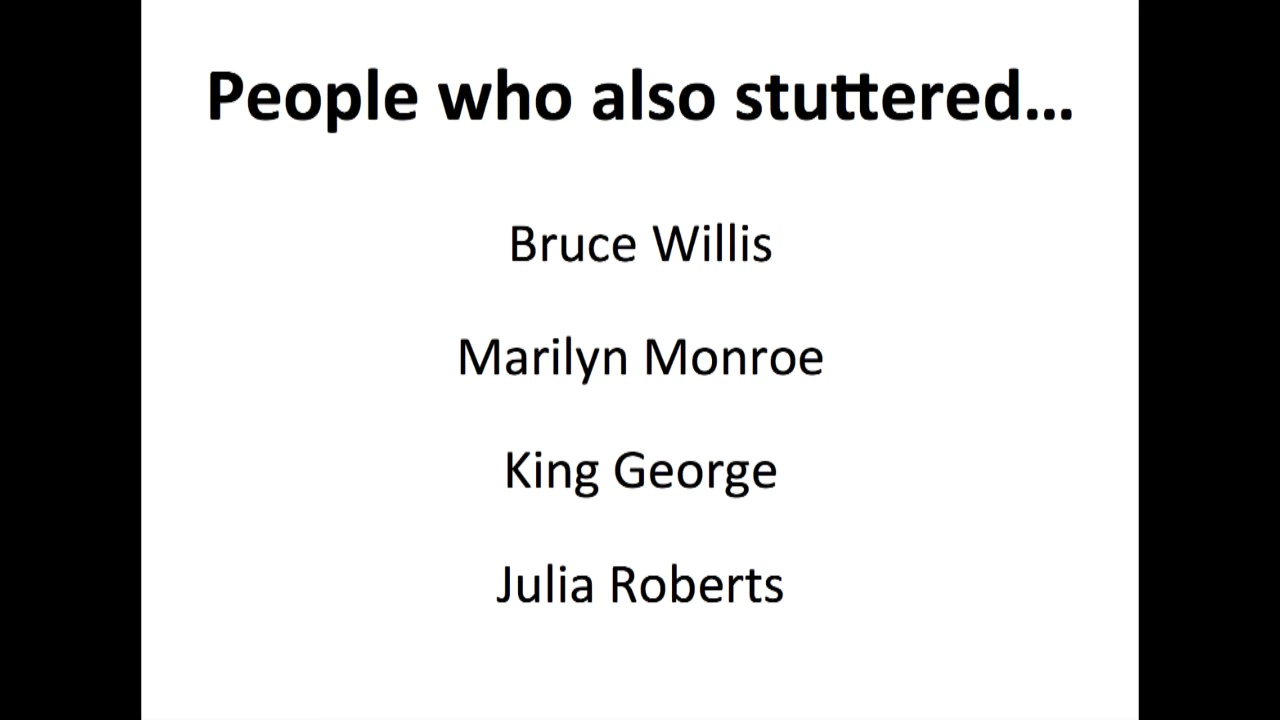 People who also stuttered...
Bruce Willis
Marilyn Monroe
King George
Julia Roberts